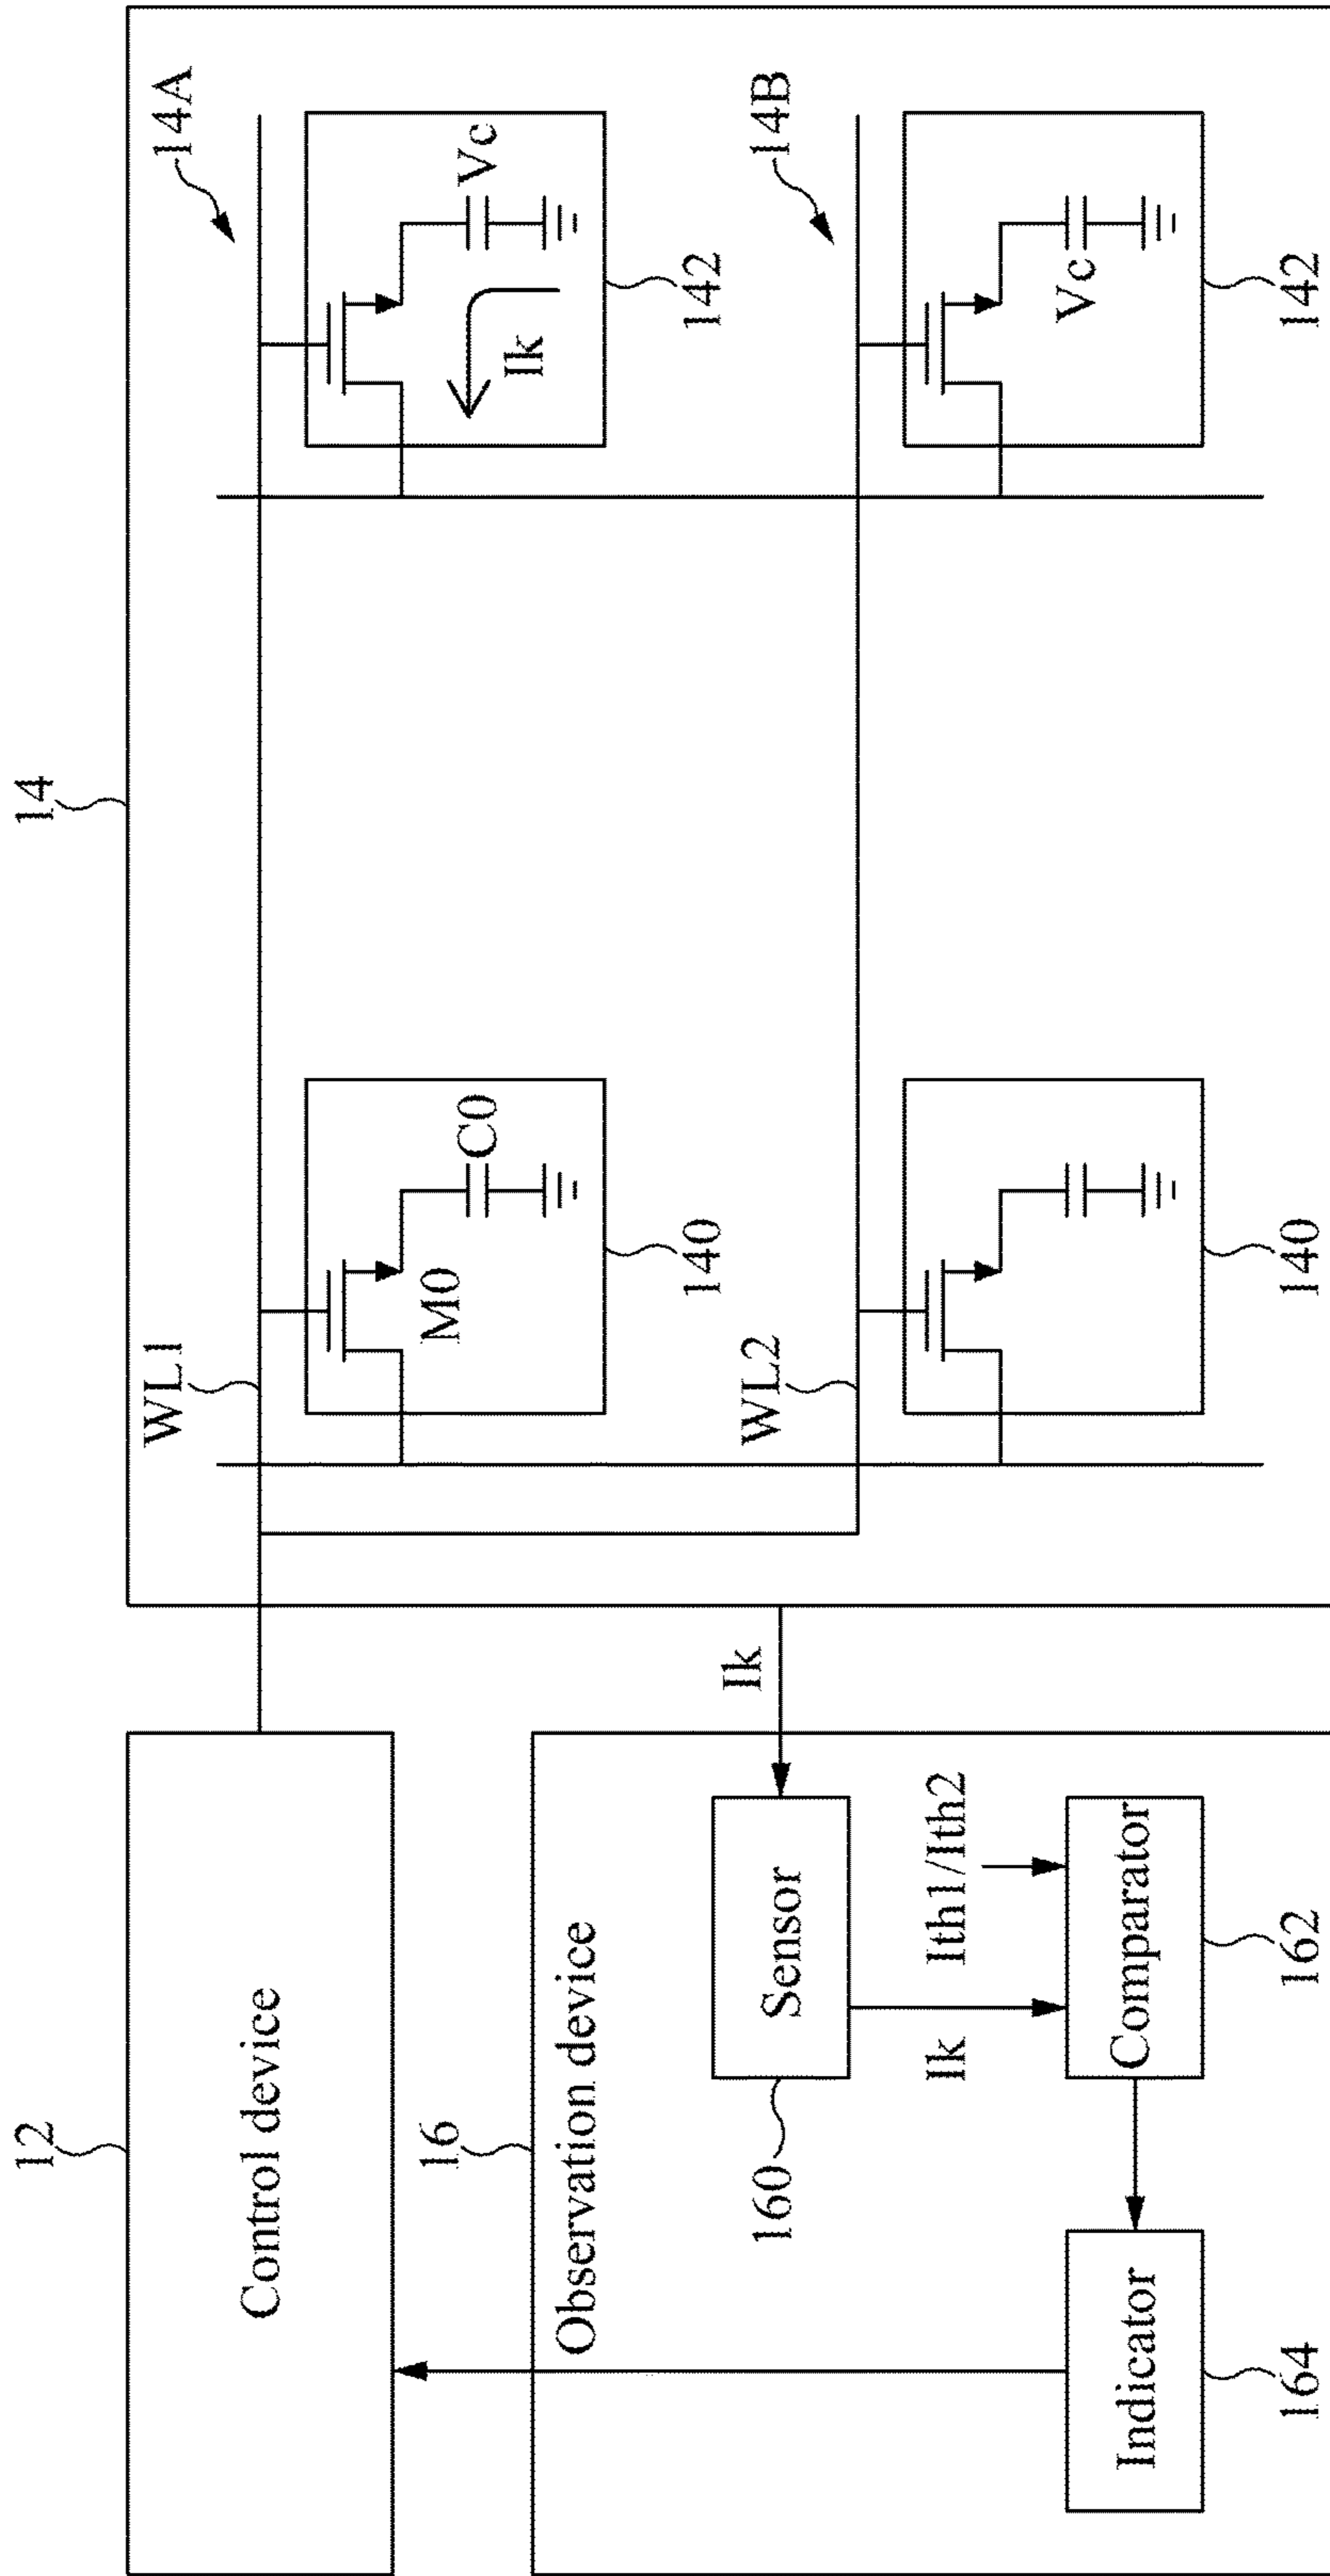 12
14
Control device
WL1
14A
M0
C0
Vc
Ik
140
142
16
Observation device
Ik
WL2
14B
Sensor
160
Ith1/Ith2
Ik
Vc
Indicator
Comparator
164
162
140
142